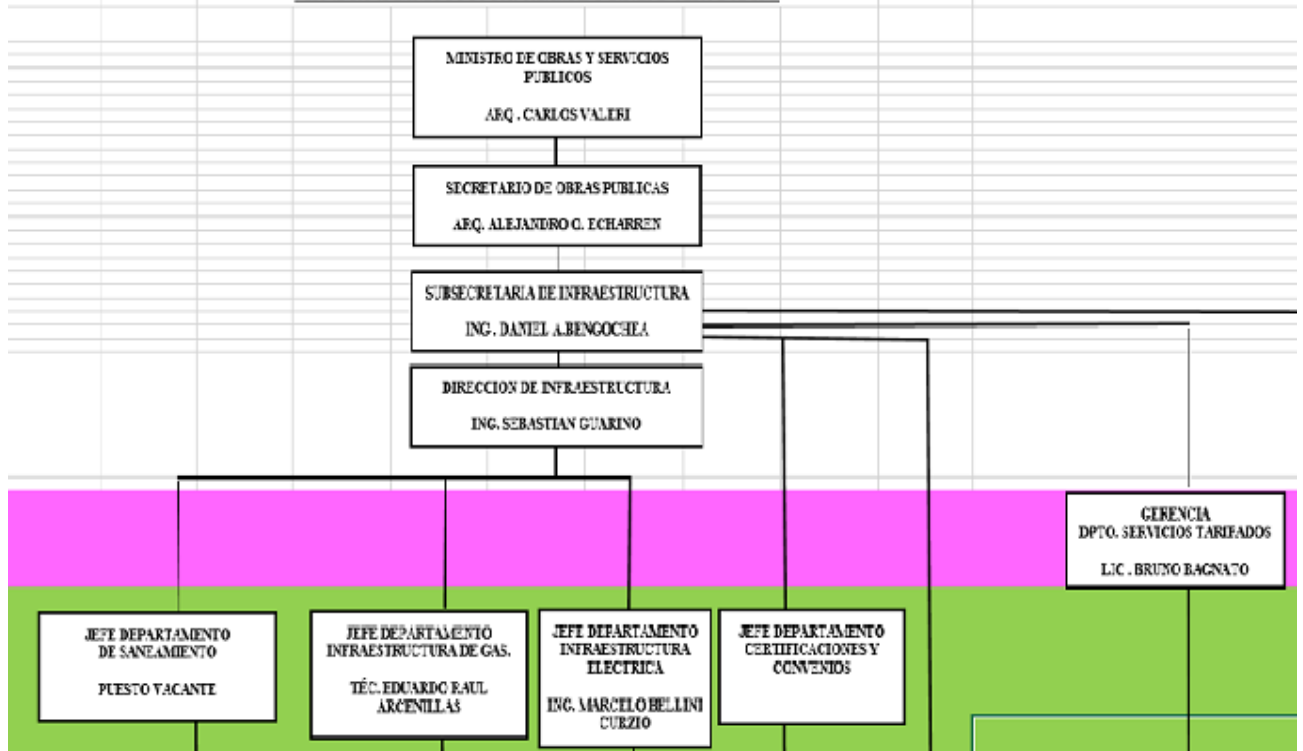 MINISTRO DE OBRAS Y SERVICIOS
PUBLICOS
ARQ . CARLOS VALERI
SECRETARIO DE OBRAS PUBLICAS
ARQ. ALEJANDRO G. ECHARREN
SUBSECRETARIA DE INFRAESTRUCTURA
ING . DANIEL A.BENGOCHEA
DIRECCION DE INFRAESTRUCTURA
ING. SEBASTIAN GUARINO
GERENCIA
DPTO. SERVICIOS TARIFADOS
LIC . BRUNO BAGNATO
JEFE DEPARTAMENTO
DE SANEAMIENTO
PUESTO VACANTE
JEFE DEPARTAMENTO
INFRAESTRUCTURA DE GAS.
TÉC. EDUARDO RAUL
ARCENILLAS
JEFE DEPARTAMENTO
INFRAESTRUCTURA
ELECTRICA
ING. MARCELO BELLINI
CURZIO
JEFE DEPARTAMENTO
CERTIFICACIONES Y
CONVENIOS